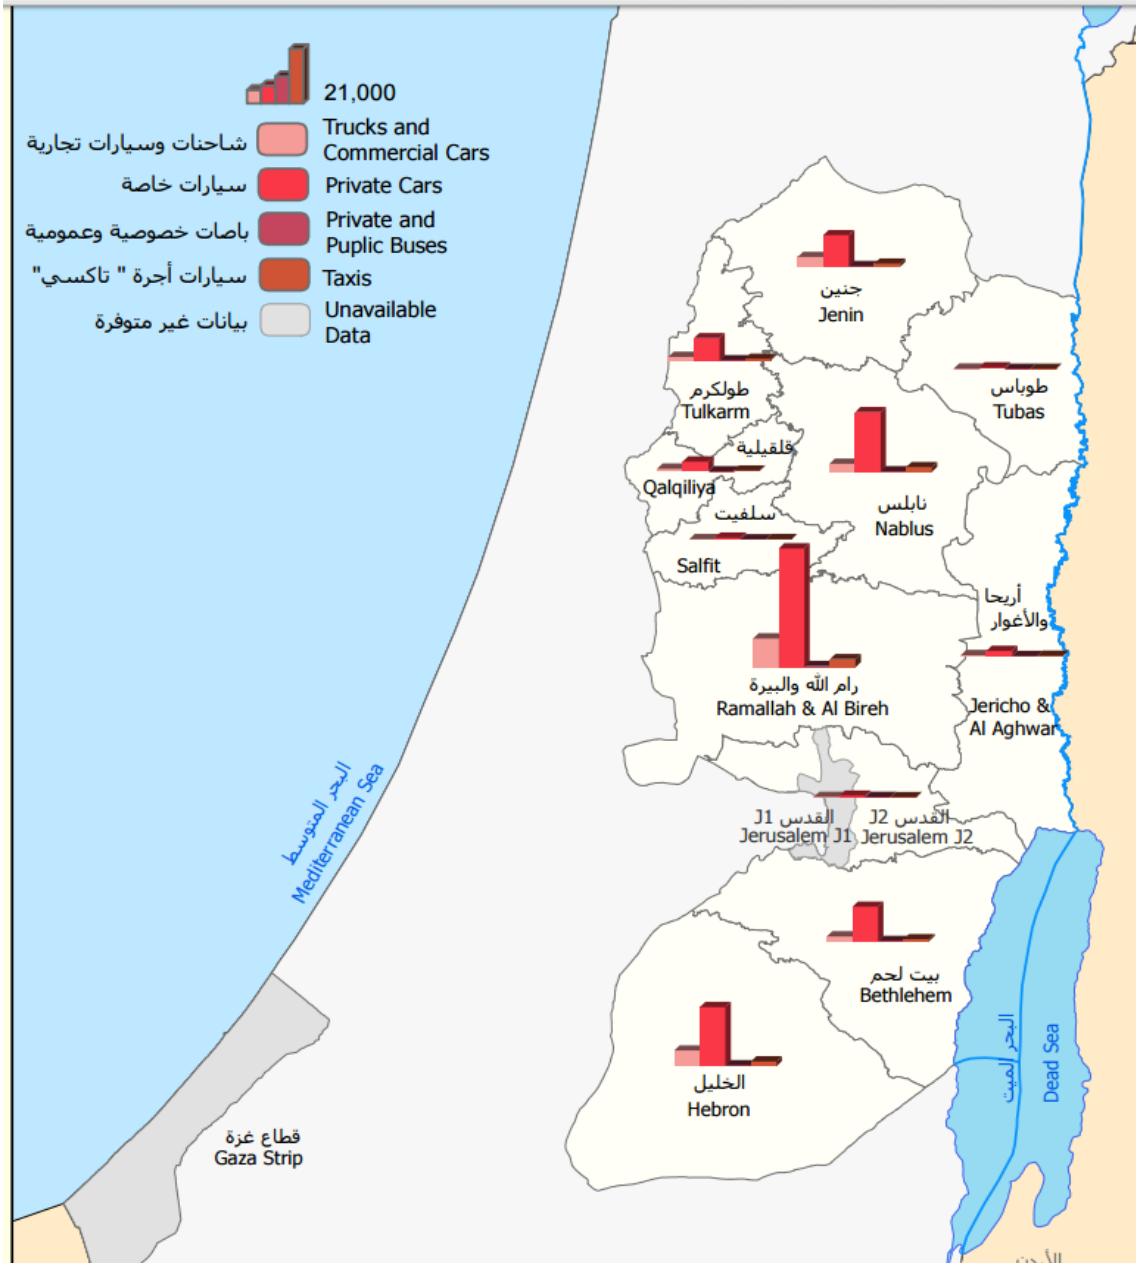 21,000
شاحنات وسيارات تجارية
Trucks and
Commercial Cars
سيارات خاصة
Private Cars
باصات خصوصية وعمومية
Private and
Puplic Buses
سيارات أجرة " تاكسي"
Taxis
بيانات غير متوفرة
Unavailable
Data
جنين
Jenin
طولكرم
Tulkarm
طوباس
Tubas
قلقيلية
Qalqiliya
نابلس
Nablus
سلفيت
Salfit
أريحا
والأغوار
Jericho &
Al Aghwar
رام الله والبيرة
Ramallah & Al Bireh
القدس J1
Jerusalem J1
القدس J2
Jerusalem J2
البحر المتوسط
Mediterranean Sea
بيت لحم
Bethlehem
البحر الميت
Dead Sea
الخليل
Hebron
قطاع غزة
Gaza Strip